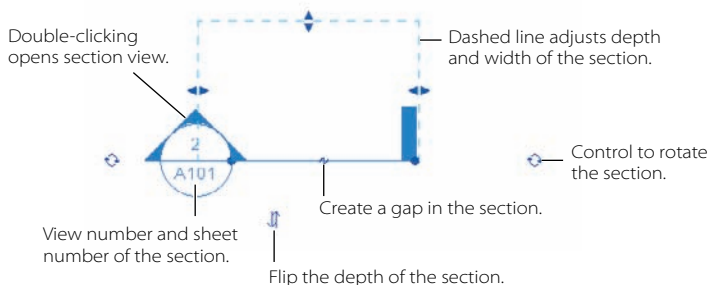 Double-clicking
opens section view.
Dashed line adjusts depth
and width of the section.
2
A101
Control to rotate
the section.
Create a gap in the section.
View number and sheet
number of the section.
Flip the depth of the section.